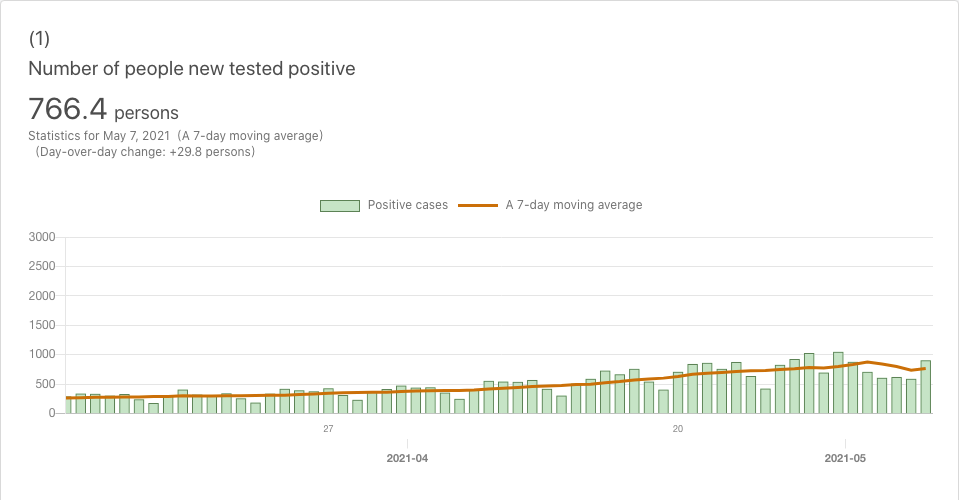 (1)
Number of people new tested positive
766.4 persons
Statistics for May 7, 2021 (A 7-day moving average)
(Day-over-day change: +29.8 persons)
Positive cases A 7-day moving average
3000
2500
2000
1500
1000
500
0
27 20
2021-04 2021-05